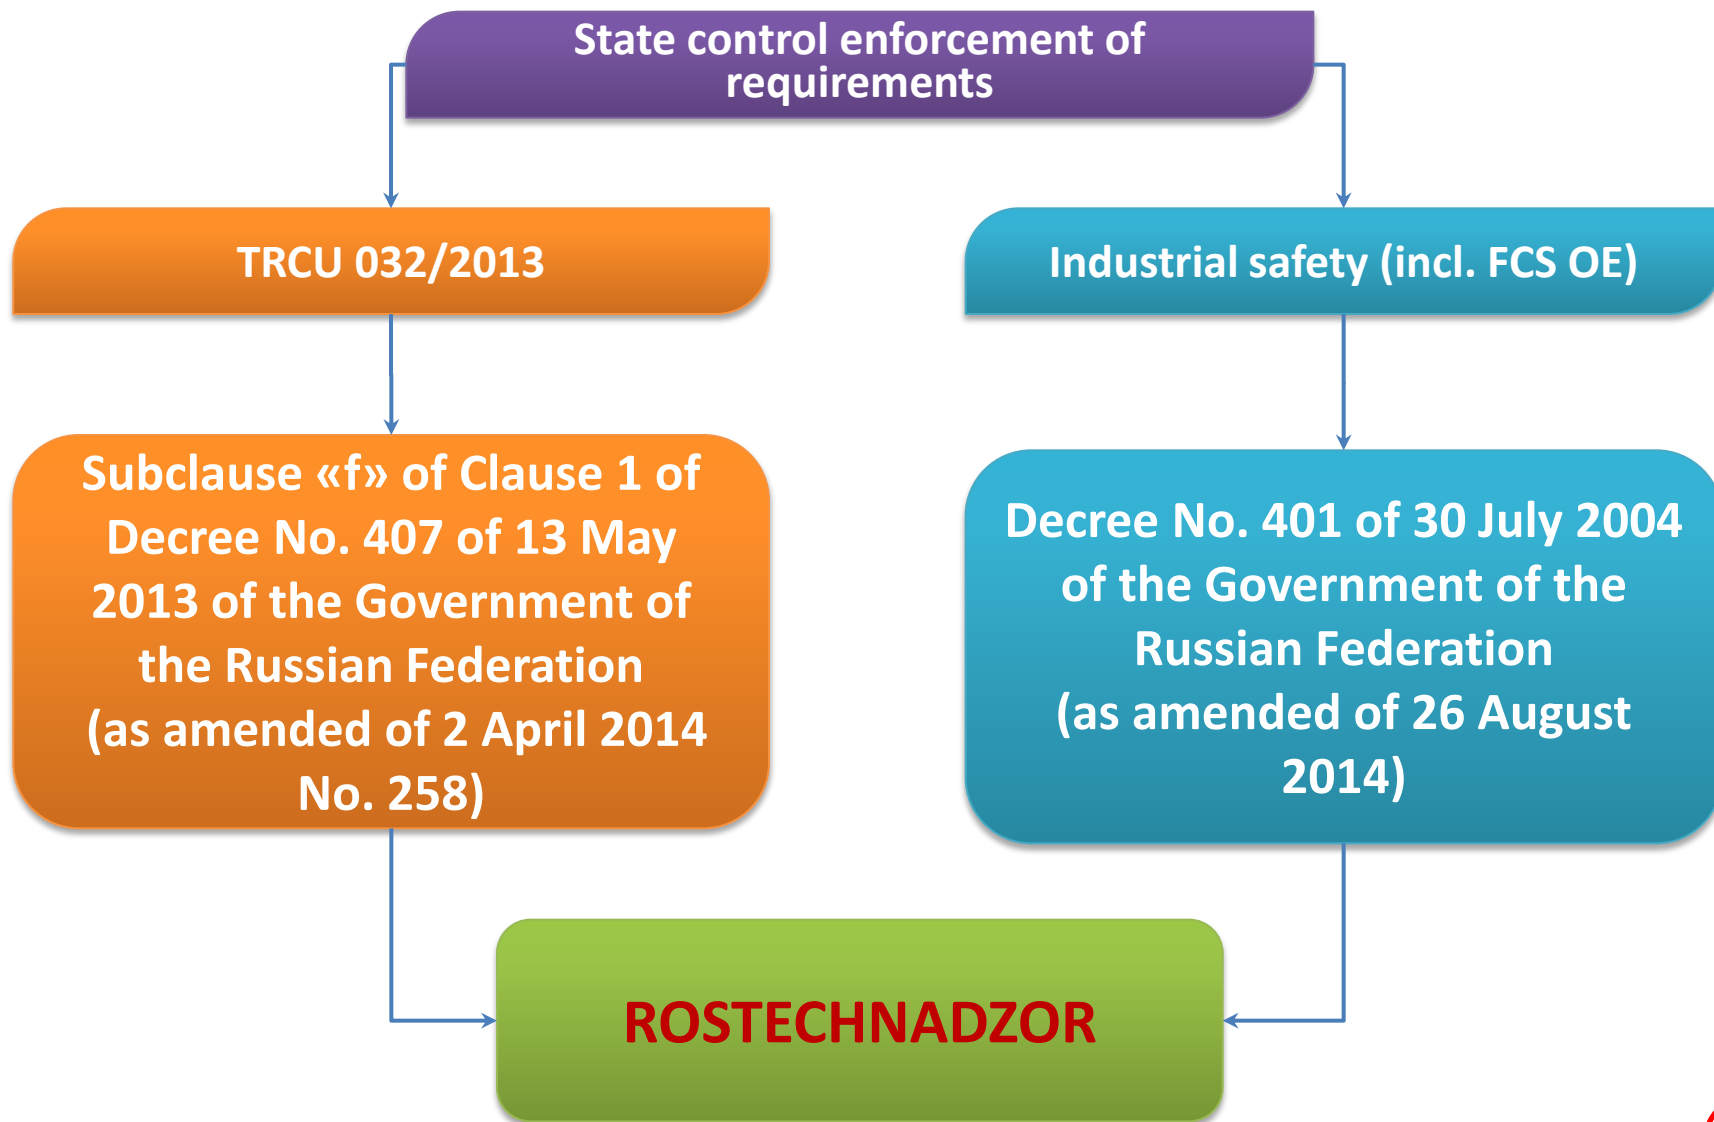 State control enforcement of
requirements
TRCU 032/2013
Industrial safety (incl. FCS OE)
Subclause «f» of Clause 1 of
Decree No. 407 of 13 May
2013 of the Government of
the Russian Federation
(as amended of 2 April 2014
No. 258)
Decree No. 401 of 30 July 2004
of the Government of the
Russian Federation
(as amended of 26 August
2014)
ROSTECHNADZOR